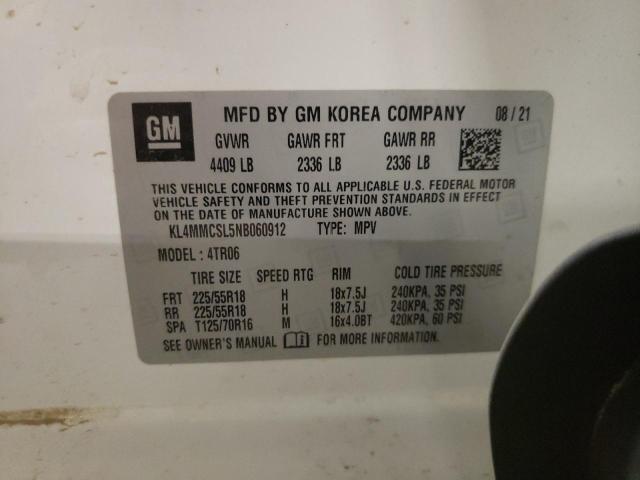 GM MFD BY GM KOREA COMPANY 08/21
GVWR GAWR FRT GAWR RR
4409 LB 2336 LB 2336 LB
THIS VEHICLE CONFORMS TO ALL APPLICABLE U.S. FEDERAL MOTOR
VEHICLE SAFETY AND THEFT PREVENTION STANDARDS IN EFFECT
ON THE DATE OF MANUFACTURE SHOWN ABOVE.
KL4MMCSL5NB060912 TYPE: MPV
MODEL: 4TR06
TIRE SIZE SPEED RTG RIM COLD TIRE PRESSURE
FRT 225/55R18 H 18x7.5J 240KPA, 35 PSI
RR 225/55R18 H 18x7.5J 240KPA, 35 PSI
SPA T125/70R16 M 16x4.0BT 420KPA, 60 PSI
SEE OWNER'S MANUAL FOR MORE INFORMATION.